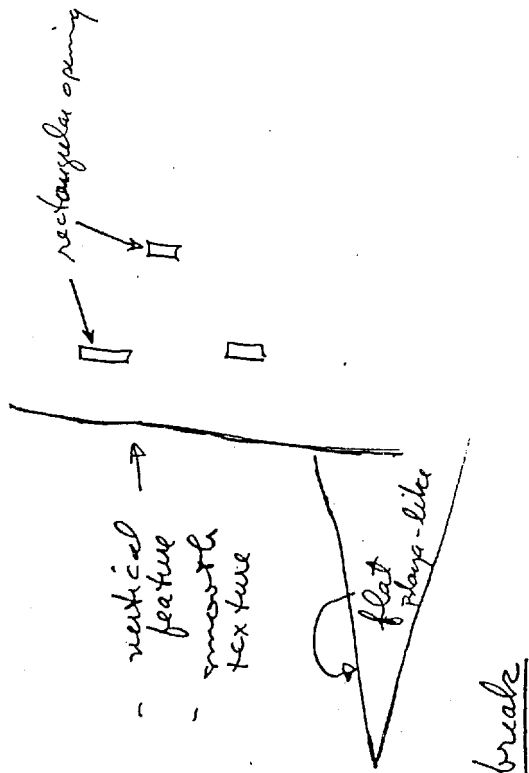 rectangular opening
- vertical
feature
- smooth
texture
flat
playa-like
break